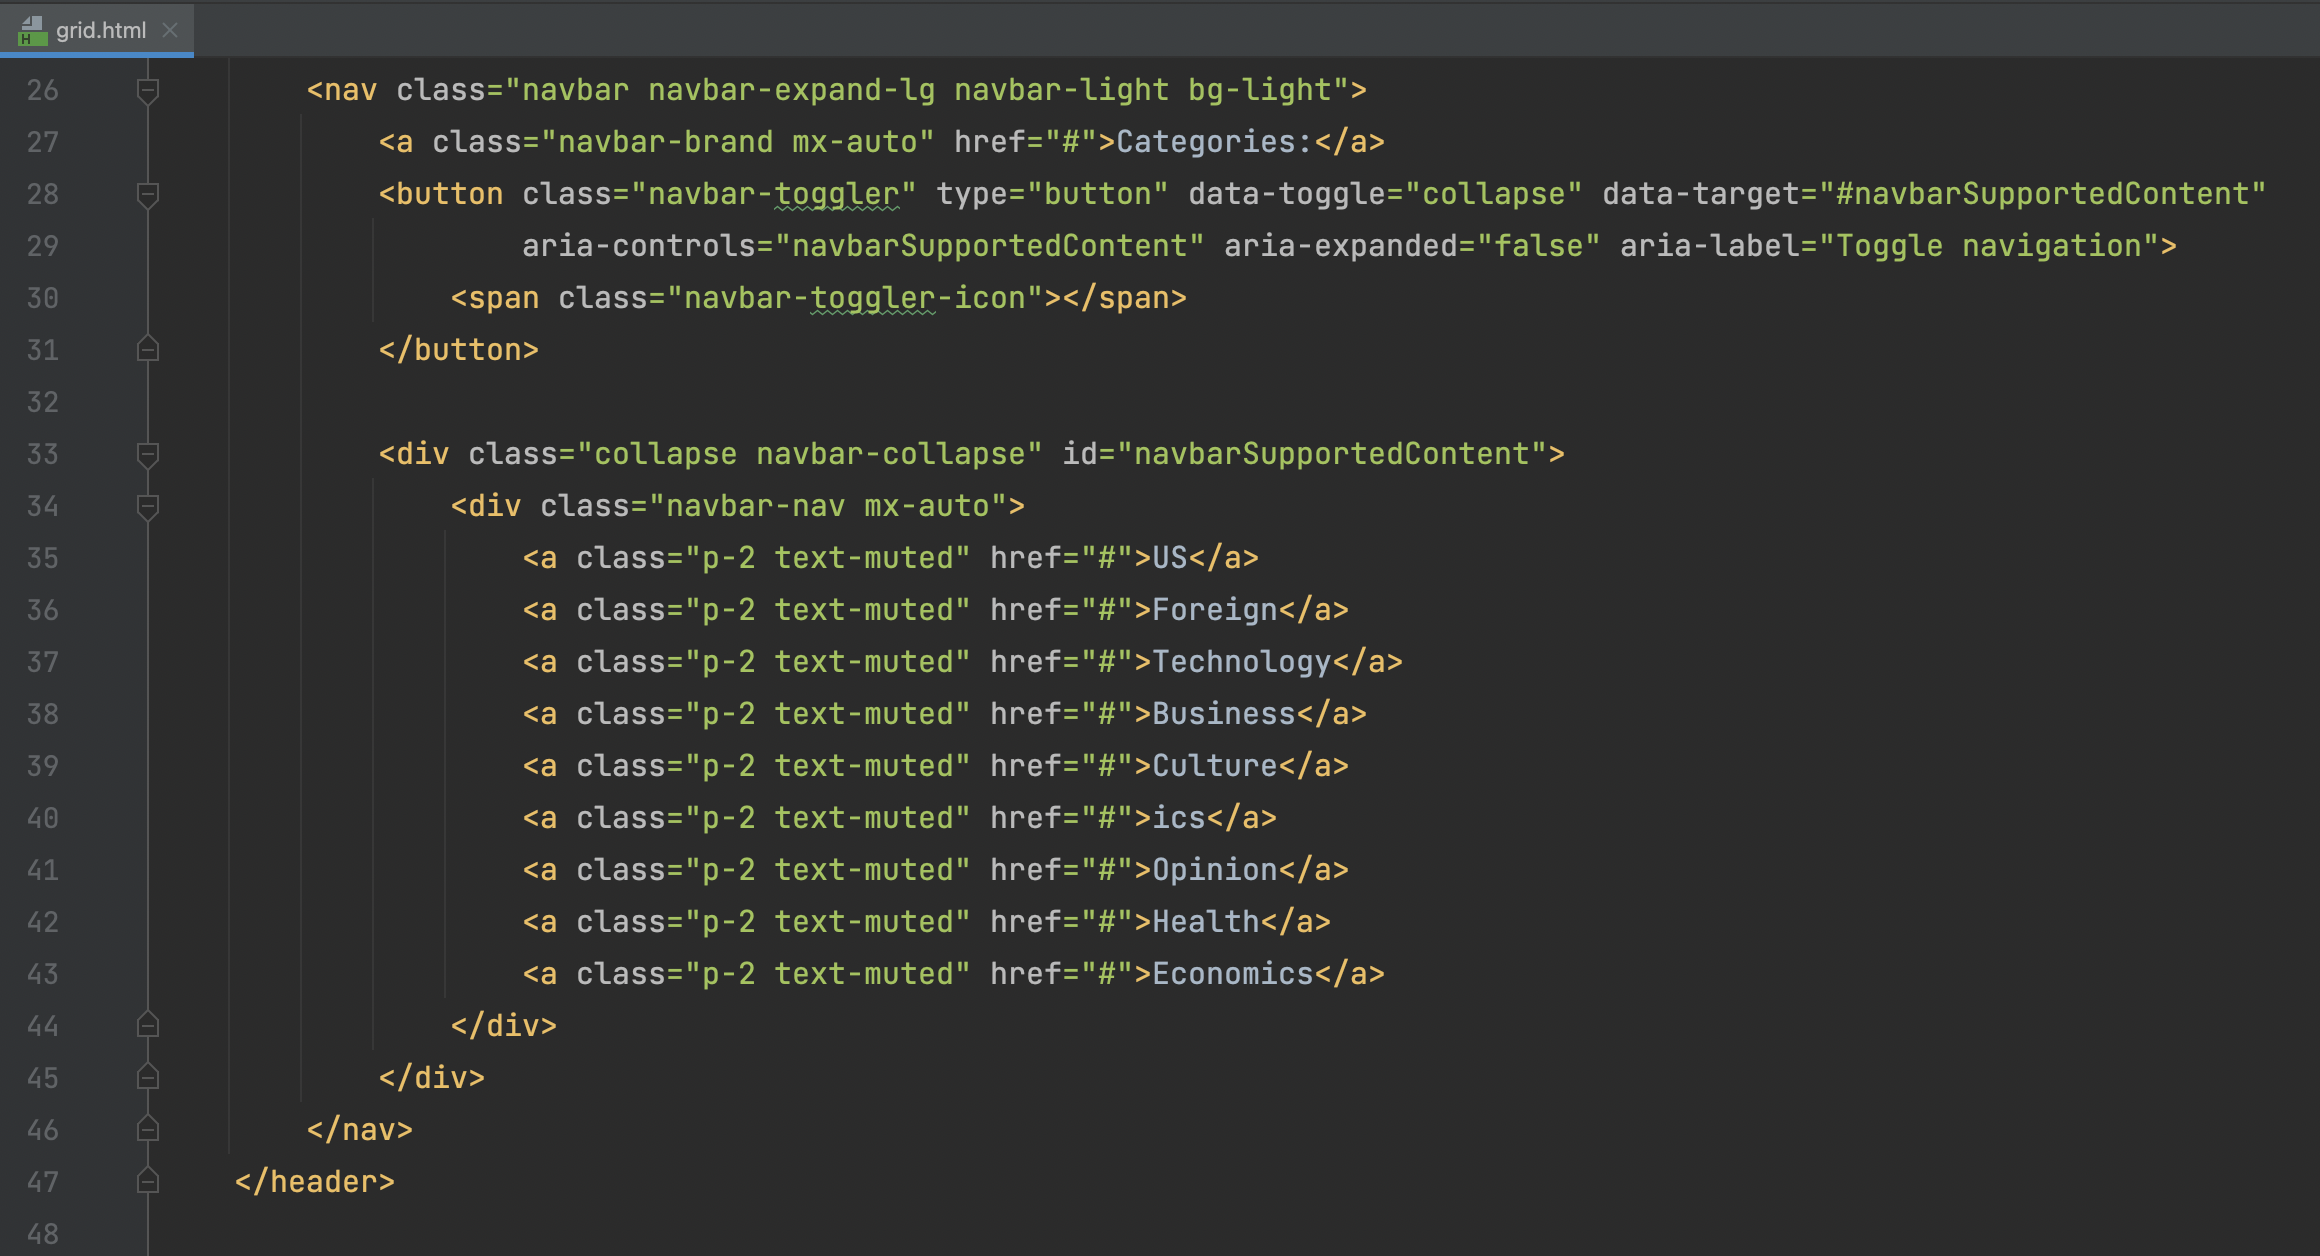 grid.html
26 <nav class="navbar navbar-expand-lg navbar-light bg-light">
27 <a class="navbar-brand mx-auto" href="#">Categories:</a>
28 <button class="navbar-toggler" type="button" data-toggle="collapse" data-target="#navbarSupportedContent"
29 aria-controls="navbarSupportedContent" aria-expanded="false" aria-label="Toggle navigation">
30 <span class="navbar-toggler-icon"></span>
31 </button>
32
33 <div class="collapse navbar-collapse" id="navbarSupportedContent">
34 <div class="navbar-nav mx-auto">
35 <a class="p-2 text-muted" href="#">US</a>
36 <a class="p-2 text-muted" href="#">Foreign</a>
37 <a class="p-2 text-muted" href="#">Technology</a>
38 <a class="p-2 text-muted" href="#">Business</a>
39 <a class="p-2 text-muted" href="#">Culture</a>
40 <a class="p-2 text-muted" href="#">ics</a>
41 <a class="p-2 text-muted" href="#">Opinion</a>
42 <a class="p-2 text-muted" href="#">Health</a>
43 <a class="p-2 text-muted" href="#">Economics</a>
44 </div>
45 </div>
46 </nav>
47 </header>
48